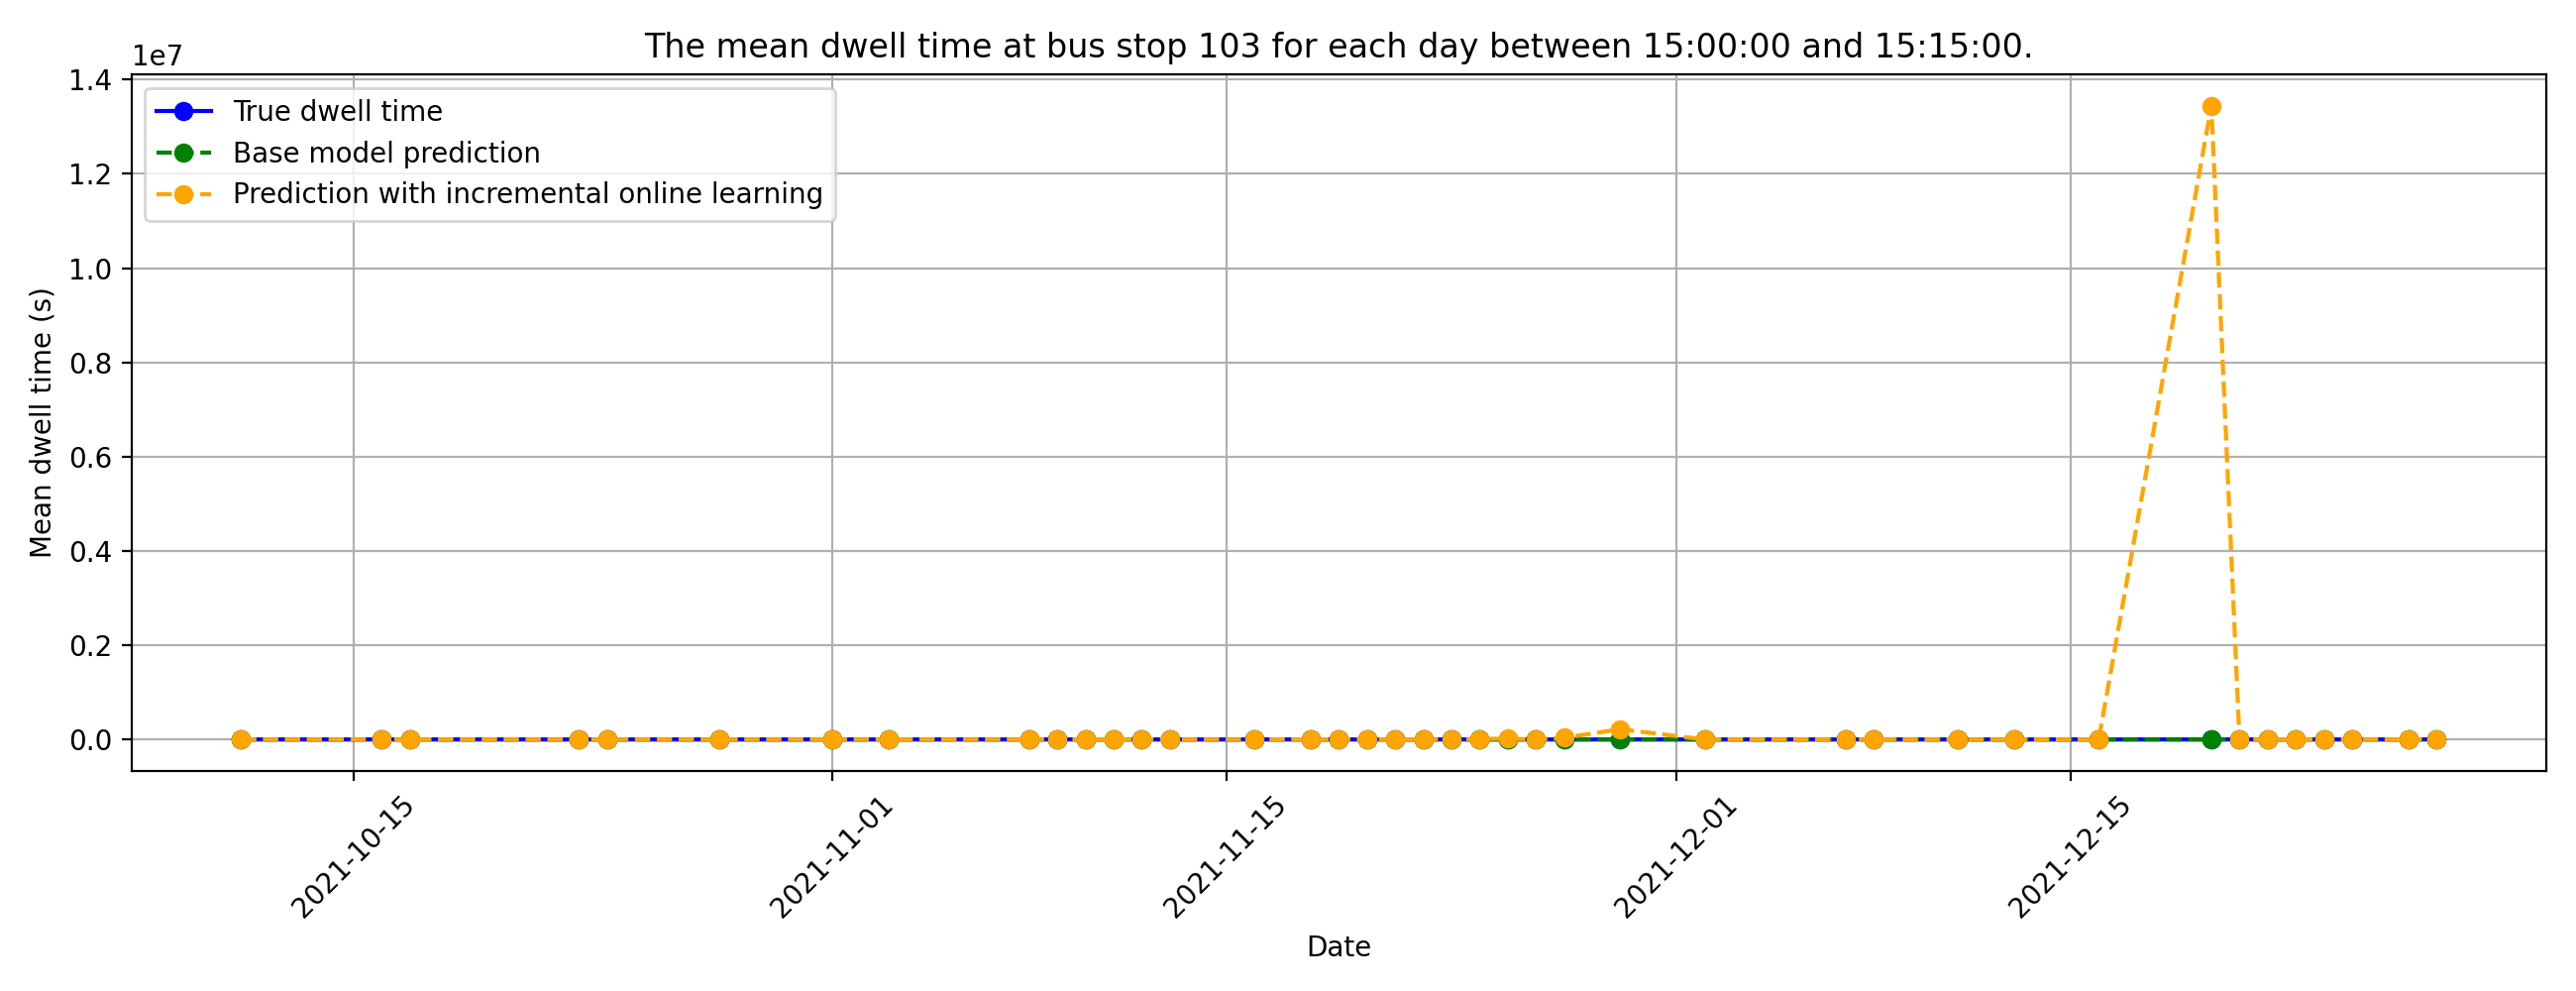 The mean dwell time at bus stop 103 for each day between 15:00:00 and 15:15:00.
1e7
1.4
1.2
1.0
0.8
0.6
0.4
0.2
0.0
Mean dwell time (s)
True dwell time
Base model prediction
Prediction with incremental online learning
2021-10-15
2021-11-01
2021-11-15
2021-12-01
2021-12-15
Date